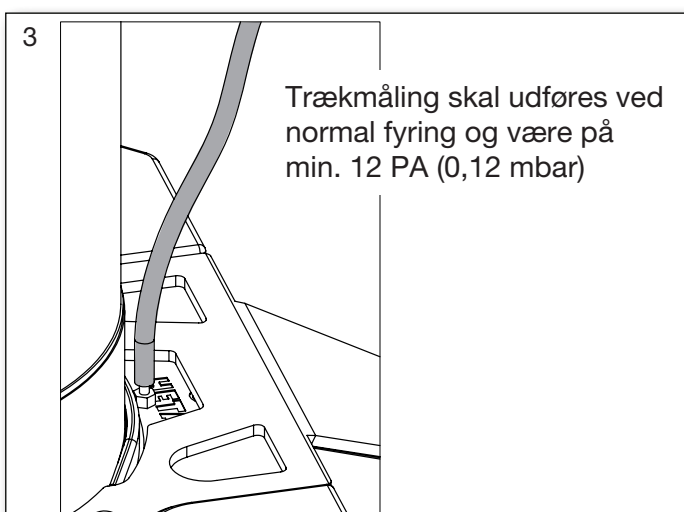 3
Trækmåling skal udføres ved
normal fyring og være på
min. 12 PA (0,12 mbar)